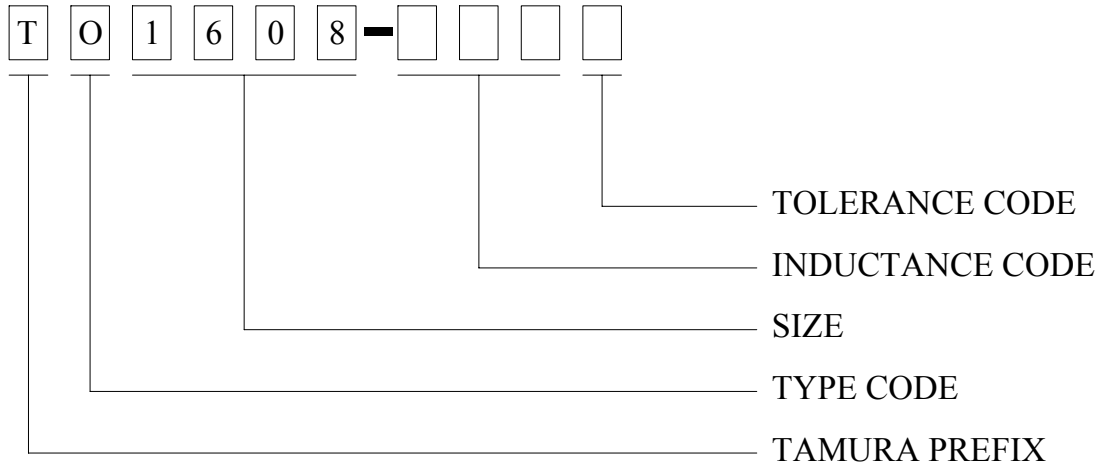 T O 1 6 0 8 -
TOLERANCE CODE
INDUCTANCE CODE
SIZE
TYPE CODE
TAMURA PREFIX